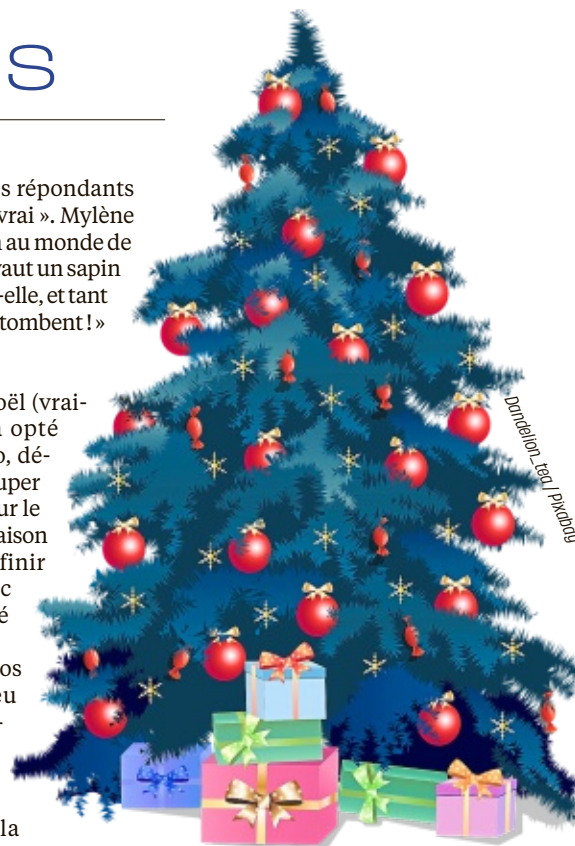 S
s répondants
vrai ». Mylène
au monde de
aut un sapin
-elle, et tant
tombent ! »
oël (vrai-
opté
o, dé-
uper
ur le
aison
finir
c
é
os
eu
-
la
Dandelion_tea / Pixabay